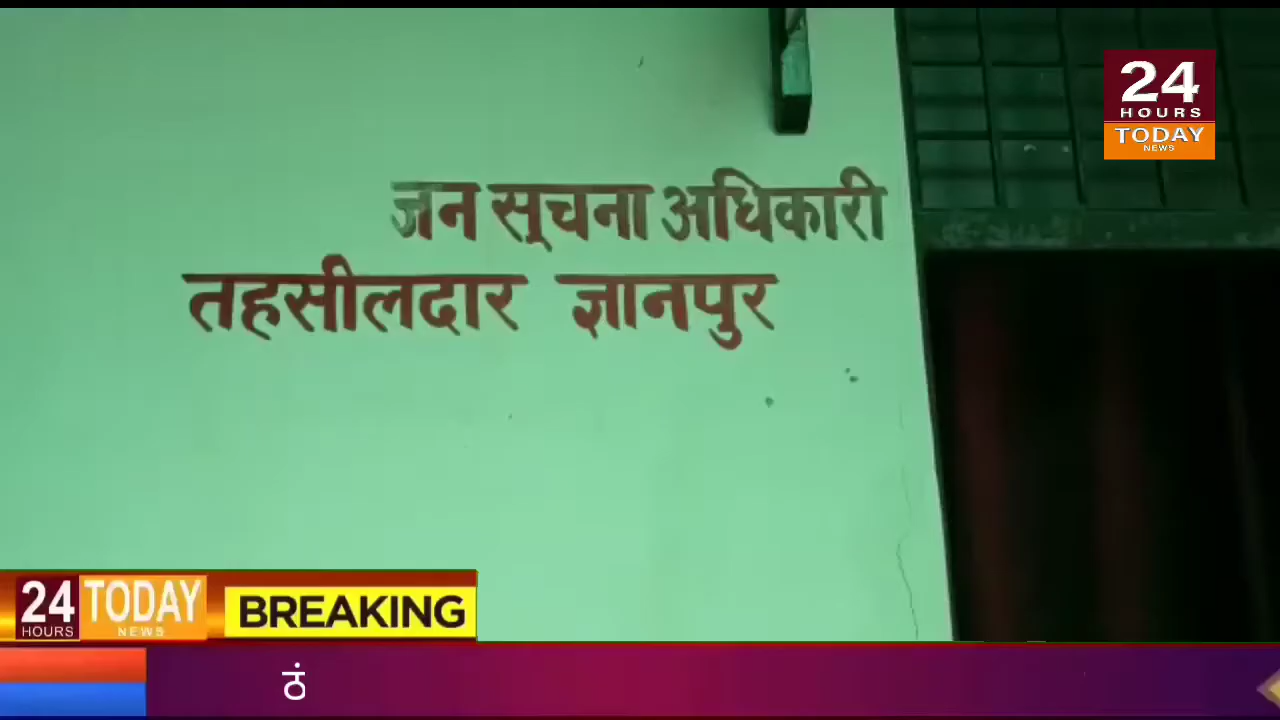 24
HOURS
TODAY
NEWS
जन सूचना अधिकारी
तहसीलदार ज्ञानपुर
24
HOURS
TODAY
NEWS
BREAKING
ठं